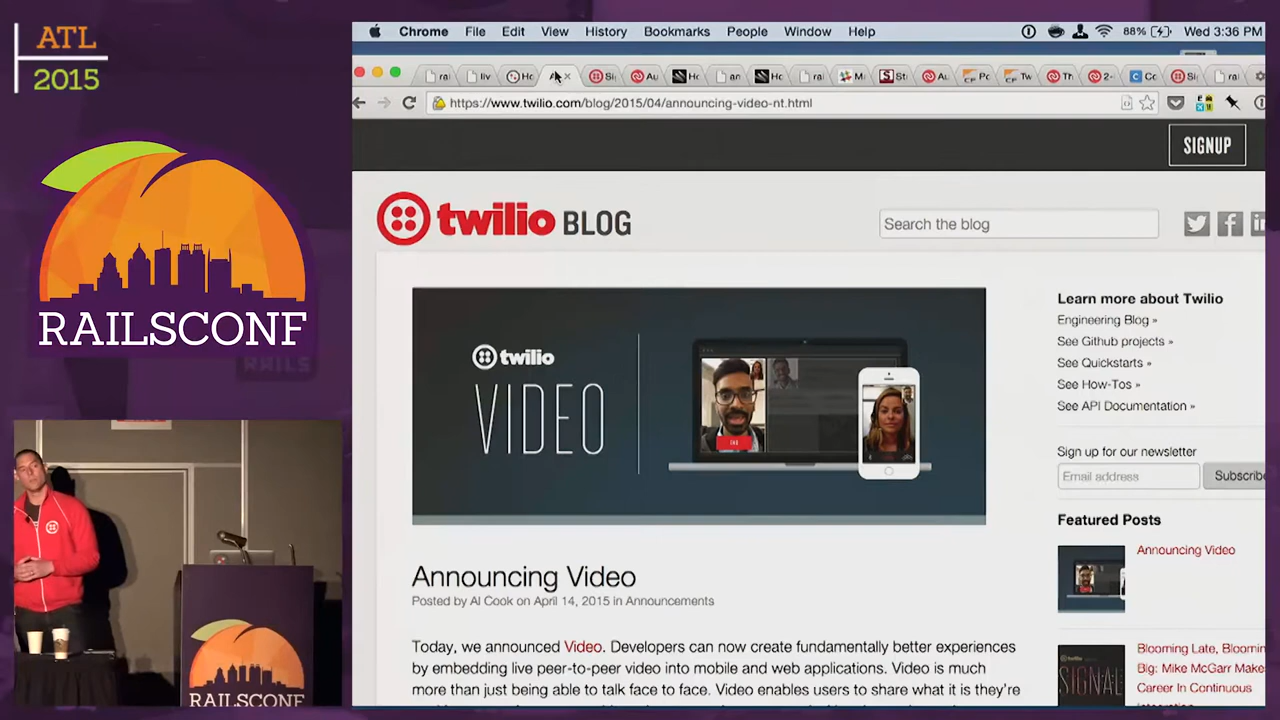 ATL
2015
RAILSCONF
RAILS
RAILSCONF
Chrome File Edit View History Bookmarks People Window Help 88% Wed 3:36 PM
https://www.twilio.com/blog/2015/04/announcing-video-nt.html
SIGNUP
twilio BLOG
Search the blog
twilio
VIDEO
Learn more about Twilio
Engineering Blog »
See Github projects »
See Quickstarts »
See How-Tos »
See API Documentation »
Sign up for our newsletter
Email address
Subscribe
Featured Posts
Announcing Video
Announcing Video
Posted by Al Cook on April 14, 2015 in Announcements
Today, we announced Video. Developers can now create fundamentally better experiences
by embedding live peer-to-peer video into mobile and web applications. Video is much
more than just being able to talk face to face. Video enables users to share what it is they're
twilio
SIGNAL
Blooming Late, Bloomin
Big: Mike McGarr Make
Career In Continuous